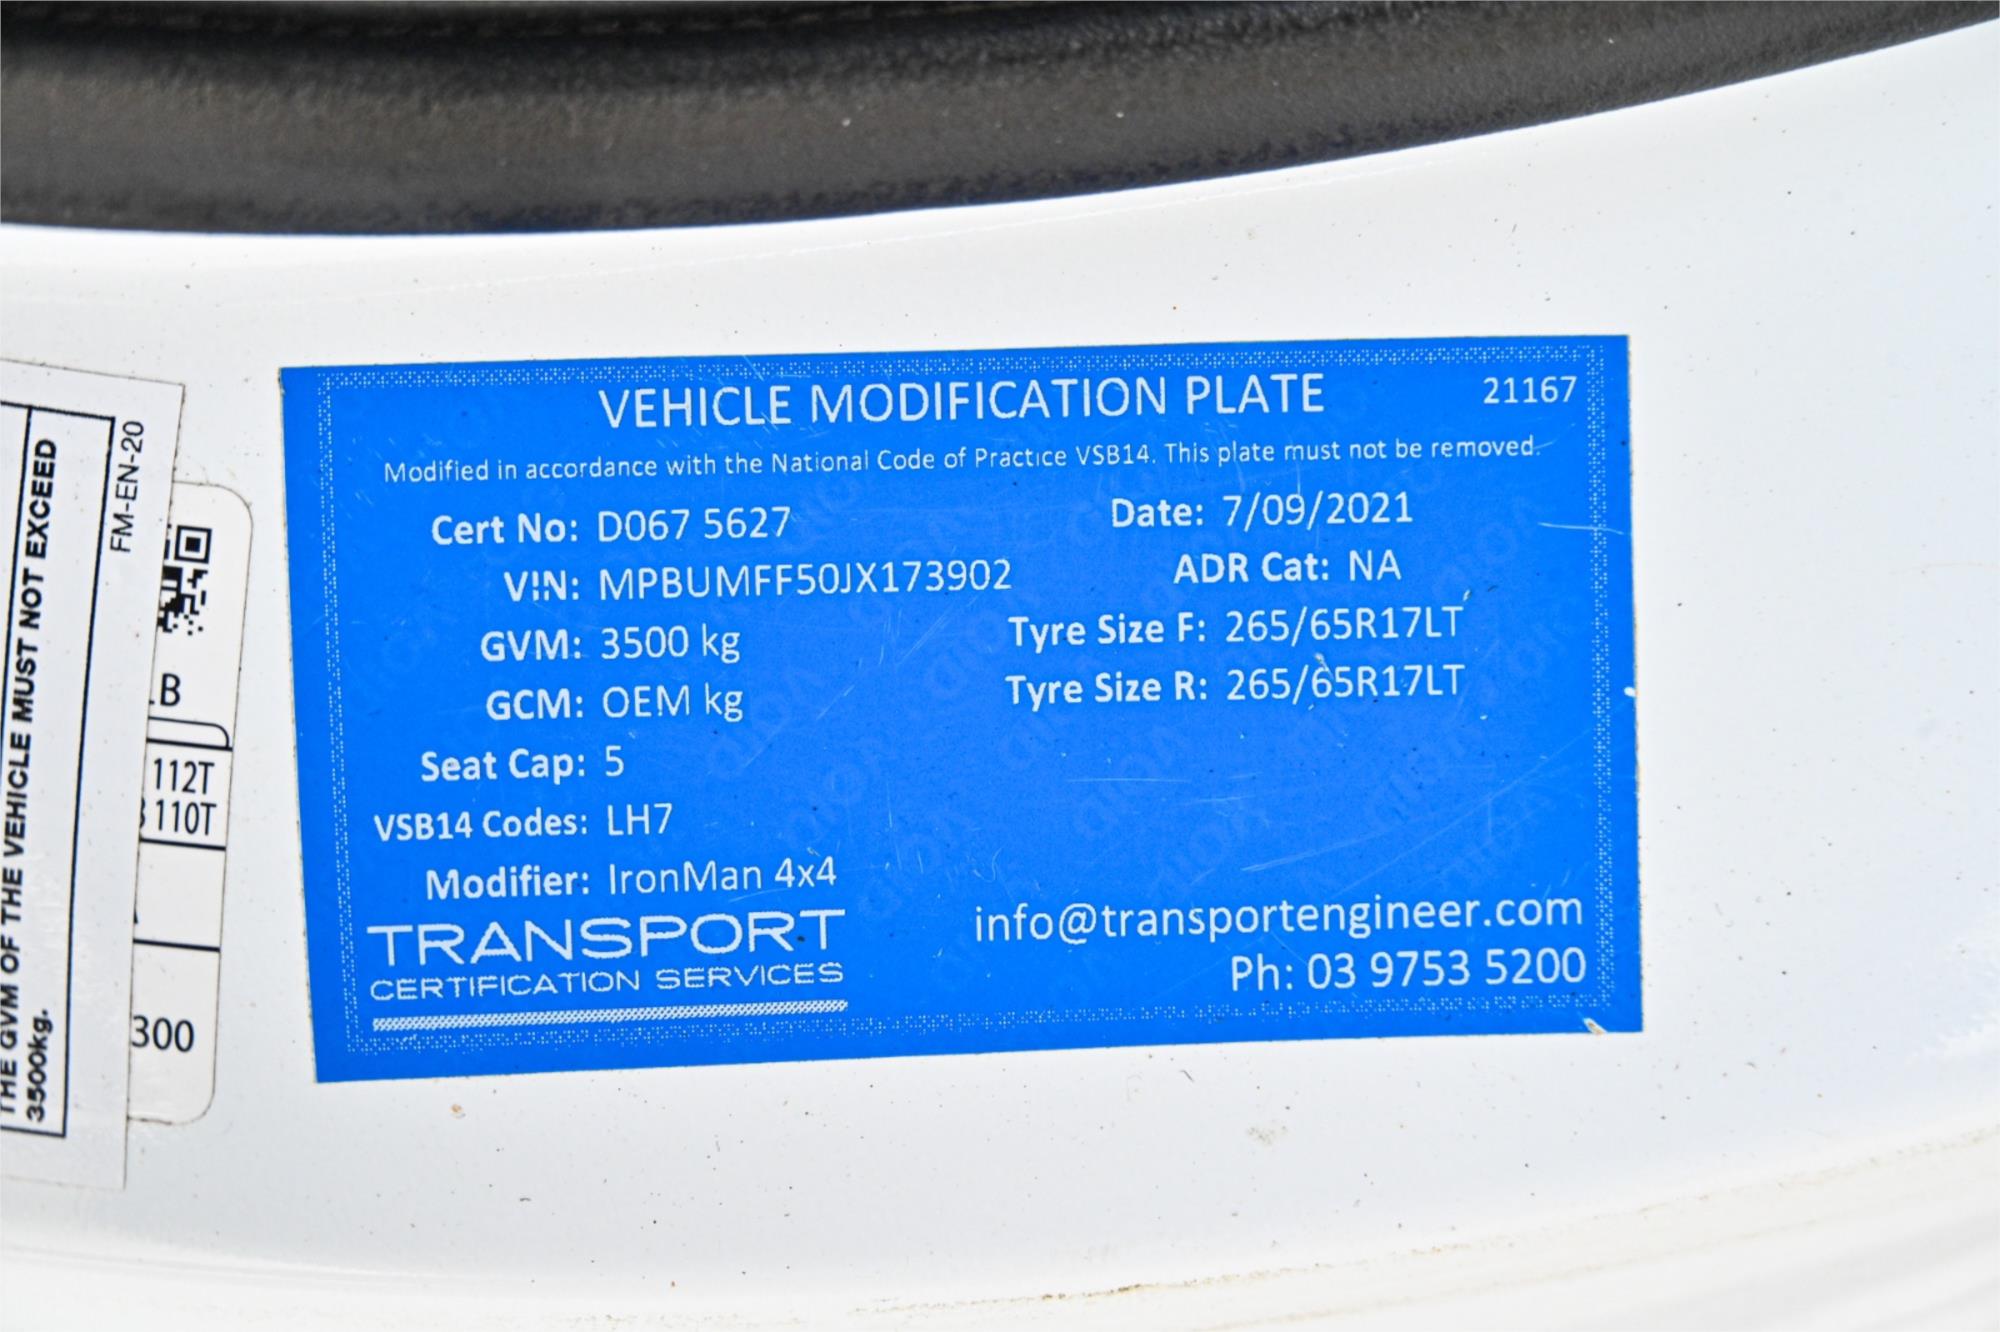 VEHICLE MODIFICATION PLATE 21167
Modified in accordance with the National Code of Practice VSB14. This plate must not be removed.
Cert No: D067 5627 Date: 7/09/2021
VIN: MPBUMFF50JX173902 ADR Cat: NA
GVM: 3500 kg Tyre Size F: 265/65R17LT
GCM: OEM kg Tyre Size R: 265/65R17LT
Seat Cap: 5
VSB14 Codes: LH7
Modifier: IronMan 4x4
TRANSPORT
CERTIFICATION SERVICES
info@transportengineer.com
Ph: 03 9753 5200
THE GVM OF THE VEHICLE MUST NOT EXCEED
3500kg.
FM-EN-20
.B
112T
110T
300